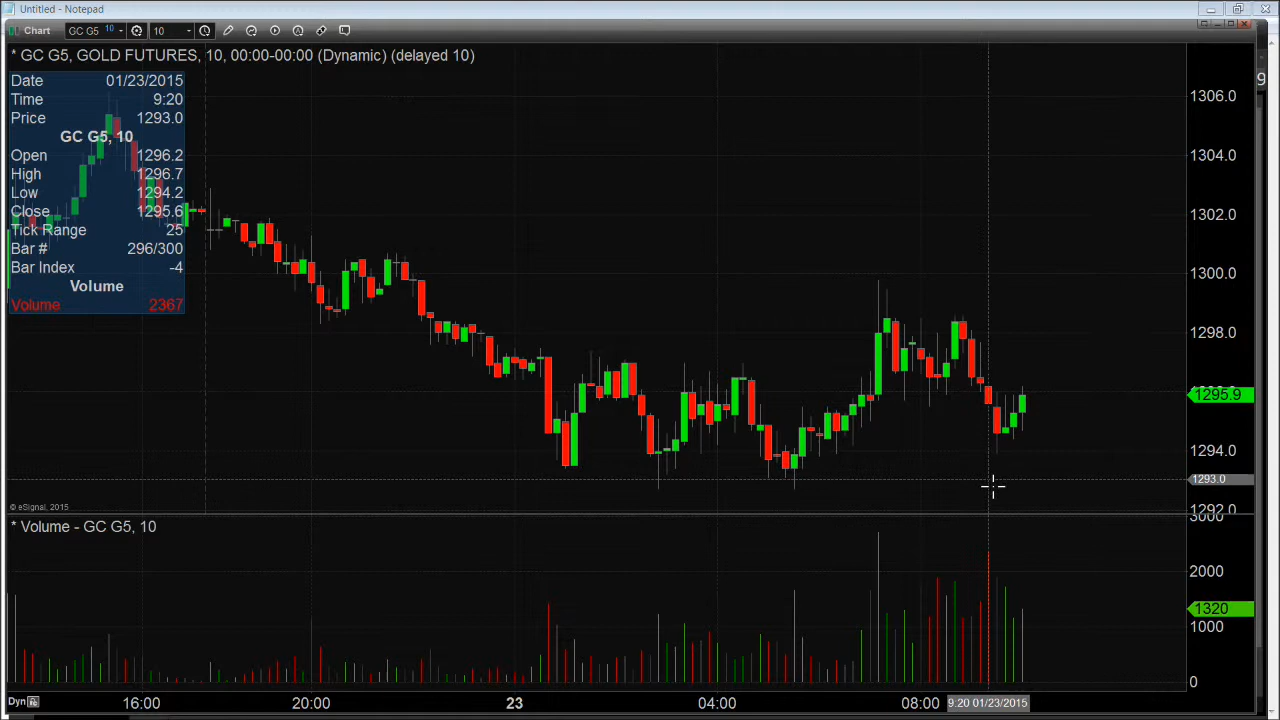 Untitled - Notepad
Chart
GC G5 10
10
* GC G5, GOLD FUTURES, 10, 00:00-00:00 (Dynamic) (delayed 10)
Date 01/23/2015
Time 9:20
Price 1293.0
GC G5, 10
Open 1296.2
High 1296.7
Low 1294.2
Close 1295.6
Tick Range 25
Bar # 296/300
Bar Index -4
Volume
Volume 2367
1306.0
1304.0
1302.0
1300.0
1298.0
1295.9
1294.0
1293.0
1292.0
© eSignal, 2015
* Volume - GC G5, 10
3000
2000
1320
1000
0
9
Dyn
16:00 20:00 23 04:00 08:00 9:20 01/23/2015